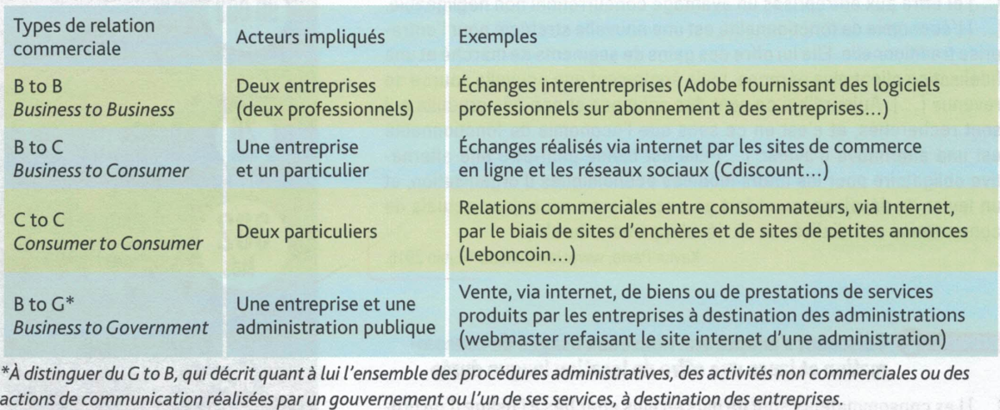 Types de relation commerciale Acteurs impliqués Exemples
B to B Deux entreprises Échanges interentreprises (Adobe fournissant des logiciels
Business to Business (deux professionnels) professionnels sur abonnement à des entreprises…)
B to C Une entreprise Échanges réalisés via internet par les sites de commerce
Business to Consumer et un particulier en ligne et les réseaux sociaux (Cdiscount…)
C to C Deux particuliers Relations commerciales entre consommateurs, via Internet,
Consumer to Consumer par le biais de sites d'enchères et de sites de petites annonces
(Leboncoin…)
B to G* Une entreprise et une Vente, via internet, de biens ou de prestations de services
Business to Government administration publique produits par les entreprises à destination des administrations
(webmaster refaisant le site internet d'une administration)
*À distinguer du G to B, qui décrit quant à lui l'ensemble des procédures administratives, des activités non commerciales ou des
actions de communication réalisées par un gouvernement ou l'un de ses services, à destination des entreprises.